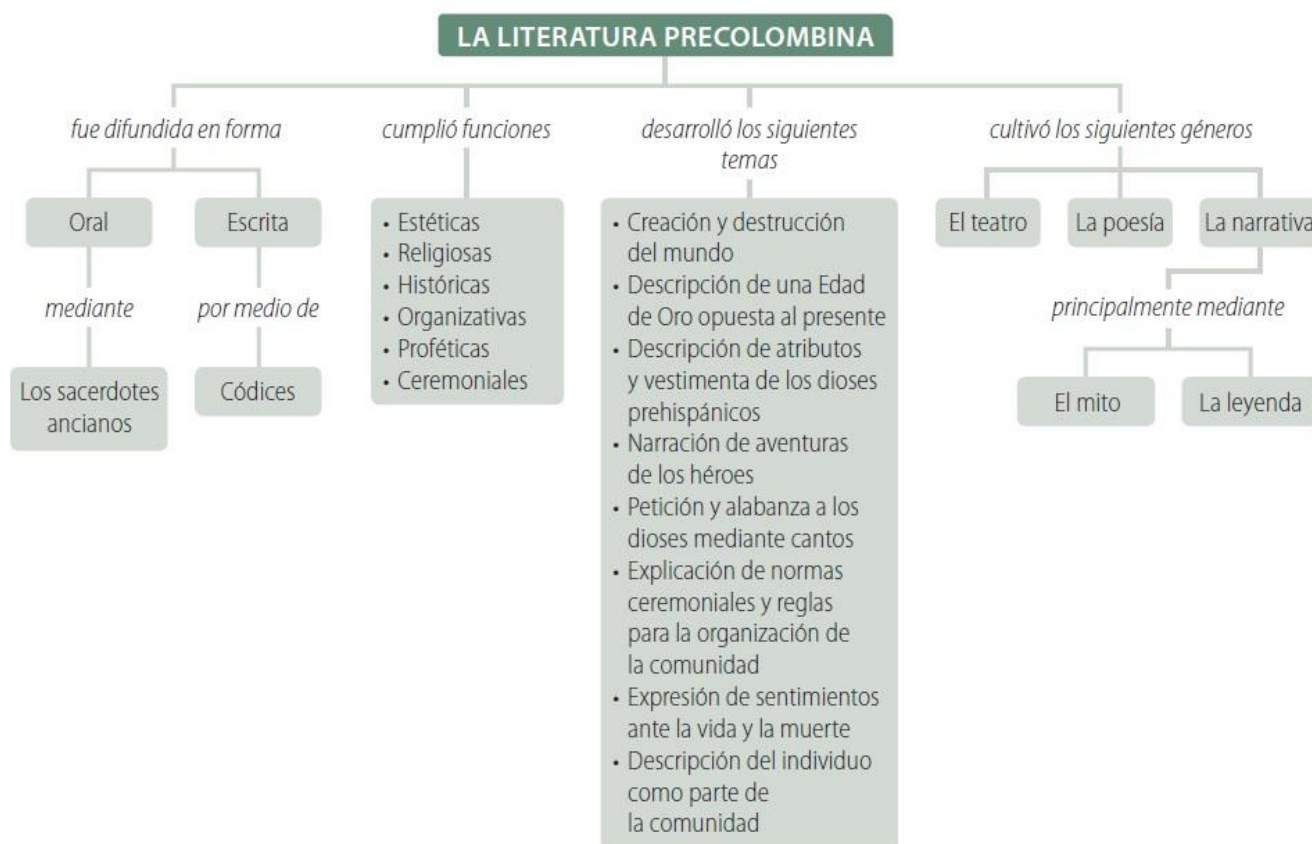 LA LITERATURA PRECOLOMBINA
fue difundida en forma
Oral
Escrita
mediante
por medio de
Los sacerdotes
ancianos
Códices
cumplió funciones
• Estéticas
• Religiosas
• Históricas
• Organizativas
• Proféticas
• Ceremoniales
desarrolló los siguientes
temas
• Creación y destrucción
del mundo
• Descripción de una Edad
de Oro opuesta al presente
• Descripción de atributos
y vestimenta de los dioses
prehispánicos
• Narración de aventuras
de los héroes
• Petición y alabanza a los
dioses mediante cantos
• Explicación de normas
ceremoniales y reglas
para la organización de
la comunidad
• Expresión de sentimientos
ante la vida y la muerte
• Descripción del individuo
como parte de
la comunidad
cultivó los siguientes géneros
El teatro
La poesía
La narrativa
principalmente mediante
El mito
La leyenda